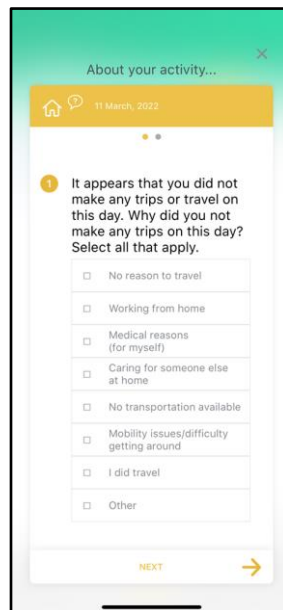 About your activity...
11 March, 2022
1 It appears that you did not
make any trips or travel on
this day. Why did you not
make any trips on this day?
Select all that apply.
No reason to travel
Working from home
Medical reasons
(for myself)
Caring for someone else
at home
No transportation available
Mobility issues/difficulty
getting around
I did travel
Other
NEXT